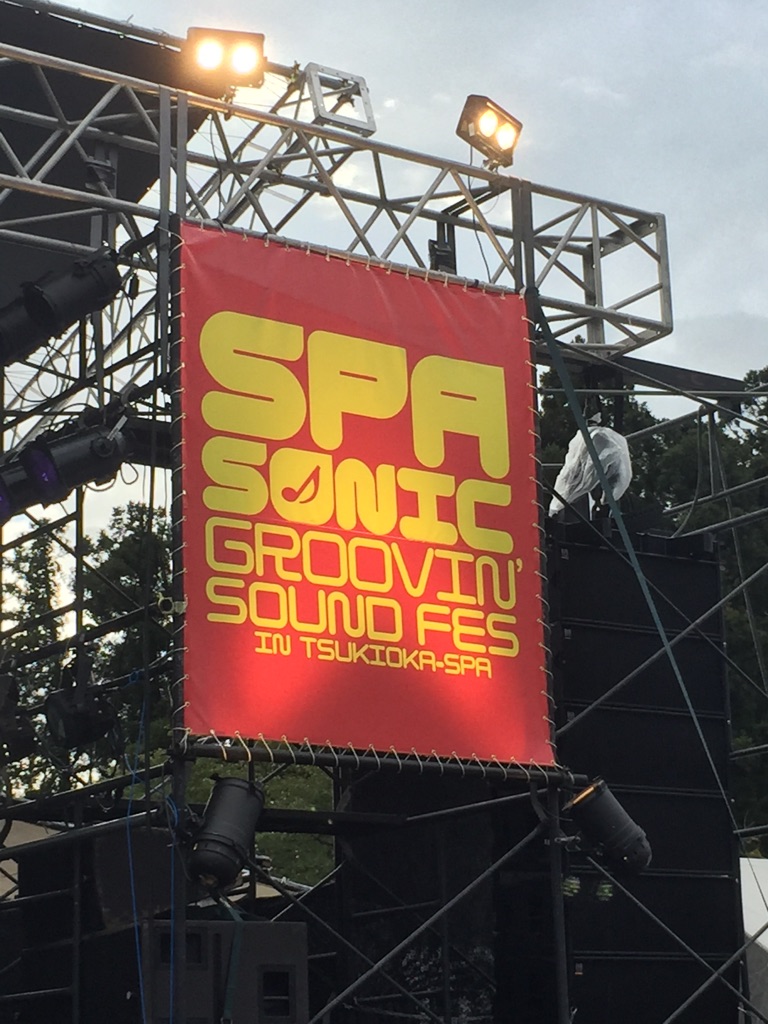 SPA
SONIC
GROOVIN'
SOUND FES
IN TSUKIOKA-SPA